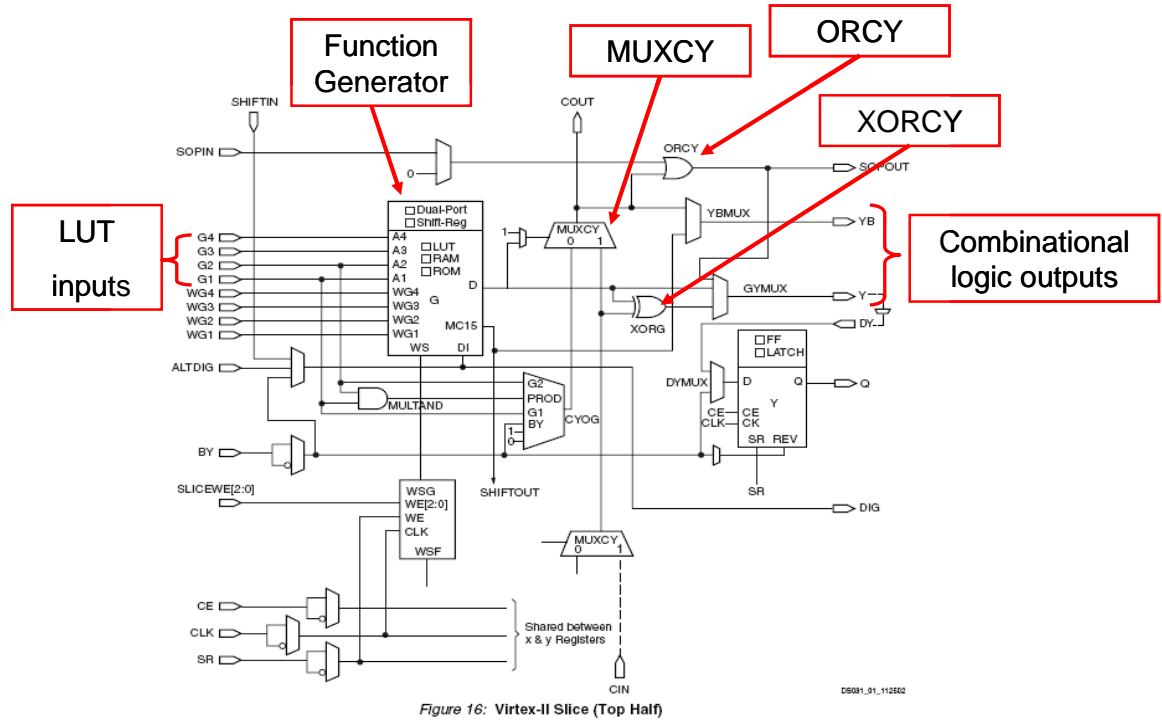 Function
Generator
MUXCY
ORCY
XORCY
SHIFTIN
COUT
SOPIN
0
ORCY
SOPOUT
LUT
inputs
G4
G3
G2
G1
WG4
WG3
WG2
WG1
Dual-Port
Shift-Reg
A4
A3
A2
A1
WG4
WG3
WG2
WG1
LUT
RAM
ROM
G
D
MC15
WS
DI
1
MUXCY
0 1
YBMUX
YB
GYMUX
Y
XORG
DY
Combinational
logic outputs
ALTDIG
MULTAND
G2
PROD
G1
BY
1
0
CYOG
DYMUX
FF
LATCH
D
Q
Y
CE
CLK
CE
CK
SR REV
Q
SR
BY
SHIFTOUT
DIG
SLICEWE[2:0]
WSG
WE[2:0]
WE
CLK
WSF
MUXCY
0 1
CE
CLK
SR
Shared between
x & y Registers
CIN
DS031_01_112502
Figure 16: Virtex-II Slice (Top Half)